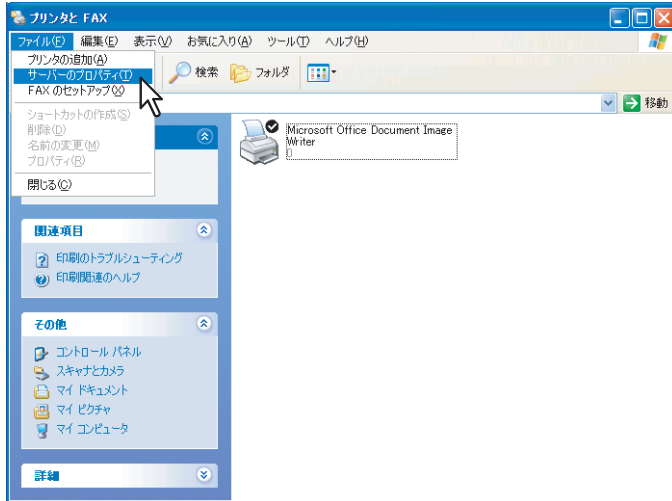 プリンタと FAX
ファイル(F) 編集(E) 表示(V) お気に入り(A) ツール(T) ヘルプ(H)
プリンタの追加(A)
サーバーのプロパティ(T)
FAX のセットアップ(X)
ショートカットの作成(S)
削除(D)
名前の変更(M)
プロパティ(R)
閉じる(C)
検索 フォルダ
移動
Microsoft Office Document Image
Writer
0
関連項目
印刷のトラブルシューティング
印刷関連のヘルプ
その他
コントロール パネル
スキャナとカメラ
マイ ドキュメント
マイ ピクチャ
マイ コンピュータ
詳細